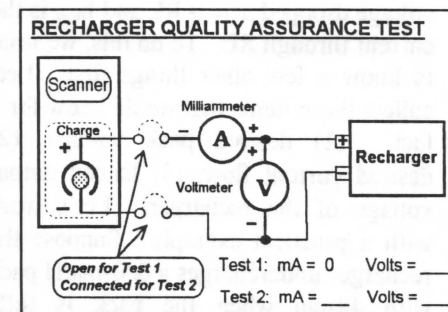 RECHARGER QUALITY ASSURANCE TEST
Scanner
Charge
+
−
Milliammeter
− A +
+
Voltmeter
V
−
+
−
Recharger
Open for Test 1
Connected for Test 2
Test 1: mA = 0 Volts =
Test 2: mA = Volts =